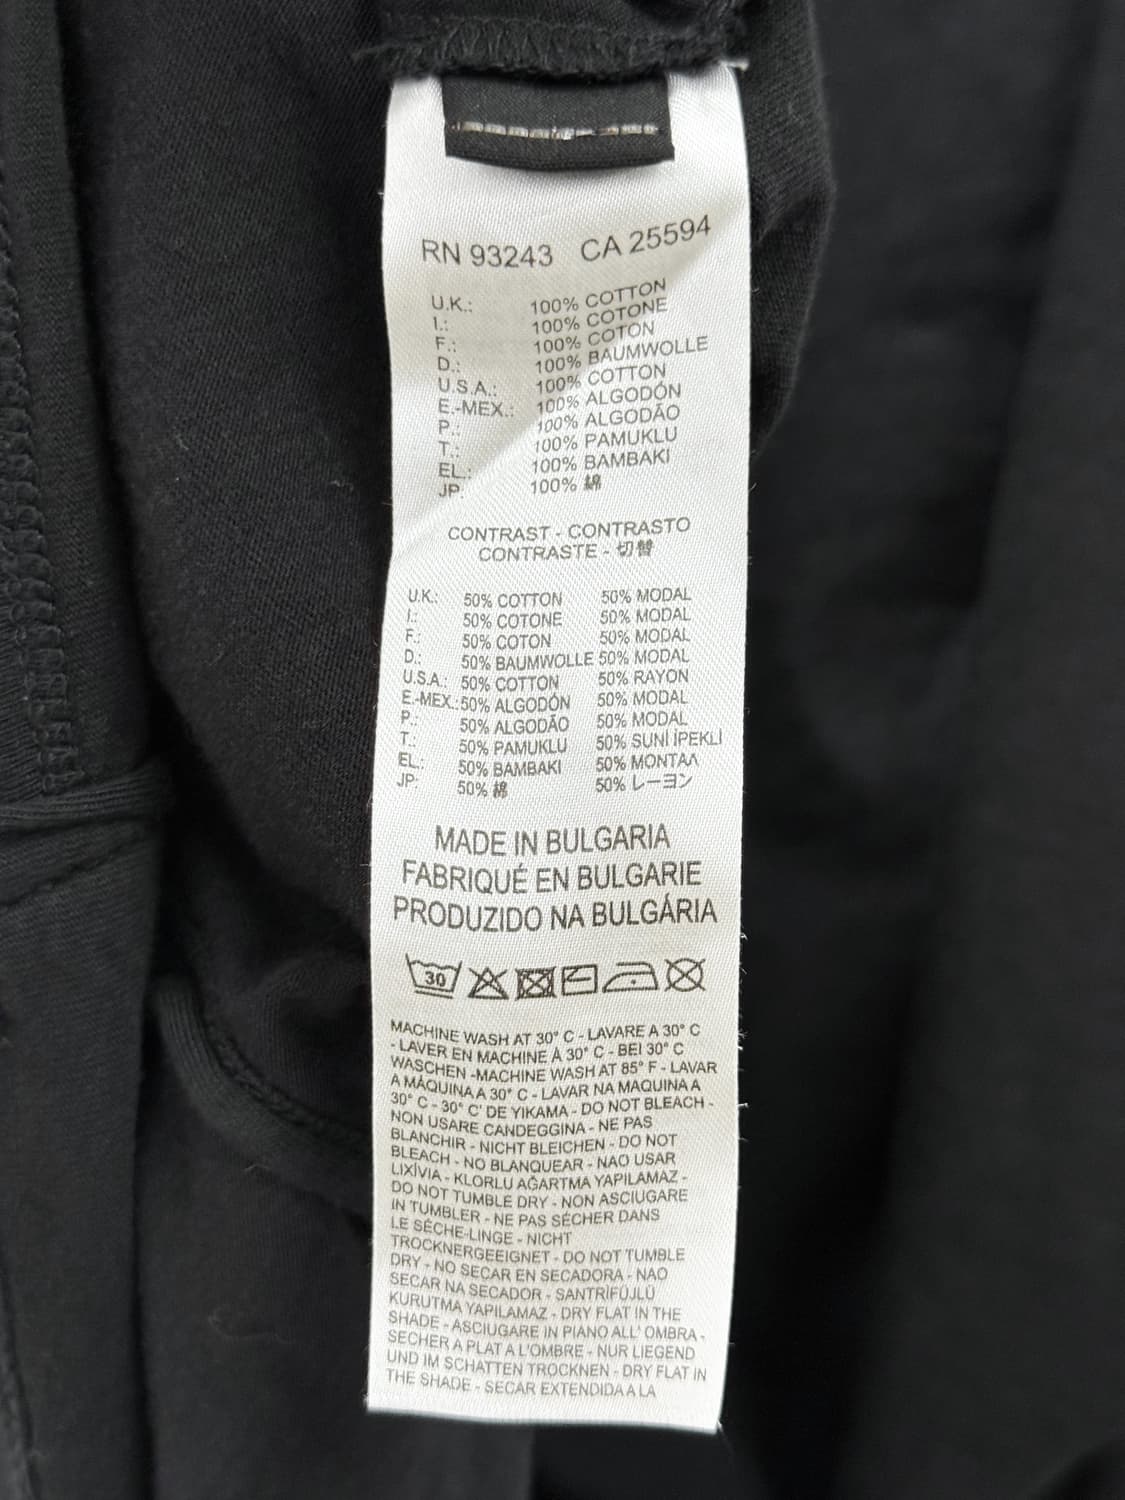 RN 93243 CA 25594
U.K.: 100% COTTON
I.: 100% COTONE
F.: 100% COTON
D.: 100% BAUMWOLLE
U.S.A.: 100% COTTON
E.-MEX.: 100% ALGODÓN
P.: 100% ALGODÃO
T.: 100% PAMUKLU
EL.: 100% BAMBAKI
JP: 100% 綿
CONTRAST - CONTRASTO
CONTRASTE - 切替
U.K.: 50% COTTON 50% MODAL
I.: 50% COTONE 50% MODAL
F.: 50% COTON 50% MODAL
D.: 50% BAUMWOLLE 50% MODAL
U.S.A.: 50% COTTON 50% RAYON
E.-MEX.: 50% ALGODÓN 50% MODAL
P.: 50% ALGODÃO 50% MODAL
T.: 50% PAMUKLU 50% SUNİ İPEKLİ
EL.: 50% BAMBAKI 50% ΜΟΝΤΑΛ
JP: 50% 綿 50% レーヨン
MADE IN BULGARIA
FABRIQUÉ EN BULGARIE
PRODUZIDO NA BULGÁRIA
30
MACHINE WASH AT 30° C - LAVARE A 30° C
- LAVER EN MACHINE À 30° C - BEI 30° C
WASCHEN -MACHINE WASH AT 85° F - LAVAR
A MÁQUINA A 30° C - LAVAR NA MAQUINA A
30° C - 30° C' DE YIKAMA - DO NOT BLEACH -
NON USARE CANDEGGINA - NE PAS
BLANCHIR - NICHT BLEICHEN - DO NOT
BLEACH - NO BLANQUEAR - NAO USAR
LIXÍVIA - KLORLU AĞARTMA YAPILAMAZ -
DO NOT TUMBLE DRY - NON ASCIUGARE
IN TUMBLER - NE PAS SÉCHER DANS
LE SÈCHE-LINGE - NICHT
TROCKNERGEEIGNET - DO NOT TUMBLE
DRY - NO SECAR EN SECADORA - NAO
SECAR NA SECADOR - SANTRİFÜJLÜ
KURUTMA YAPILAMAZ - DRY FLAT IN THE
SHADE - ASCIUGARE IN PIANO ALL' OMBRA -
SECHER A PLAT A L'OMBRE - NUR LIEGEND
UND IM SCHATTEN TROCKNEN - DRY FLAT IN
THE SHADE - SECAR EXTENDIDA A LA